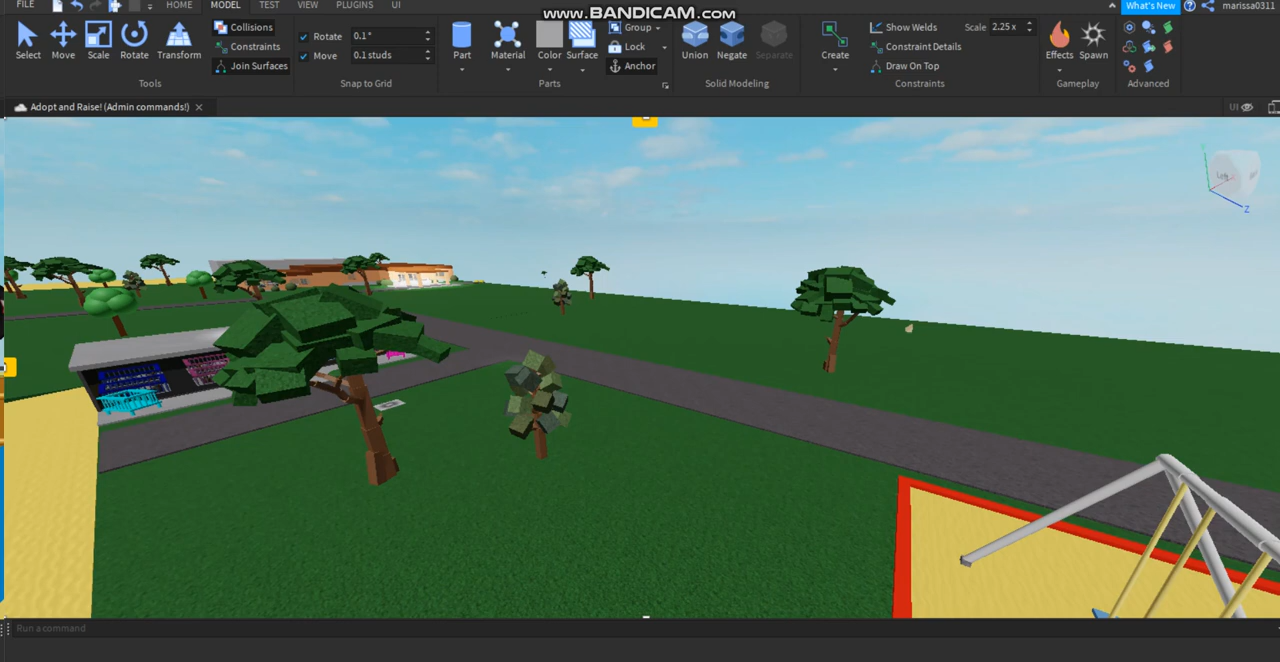 www.BANDICAM.com
FILE HOME MODEL TEST VIEW PLUGINS UI What's New marissa0311
Select Move Scale Rotate Transform
Collisions
Constraints
Join Surfaces
Tools
Rotate 0.1 °
Move 0.1 studs
Snap to Grid
Part Material Color Surface
Group
Lock
Anchor
Parts
Union Negate Separate
Solid Modeling
Create
Show Welds Scale 2.25 x
Constraint Details
Draw On Top
Constraints
Effects Spawn
Gameplay
Advanced
Adopt and Raise! (Admin commands!) UI
Left
Z
Run a command